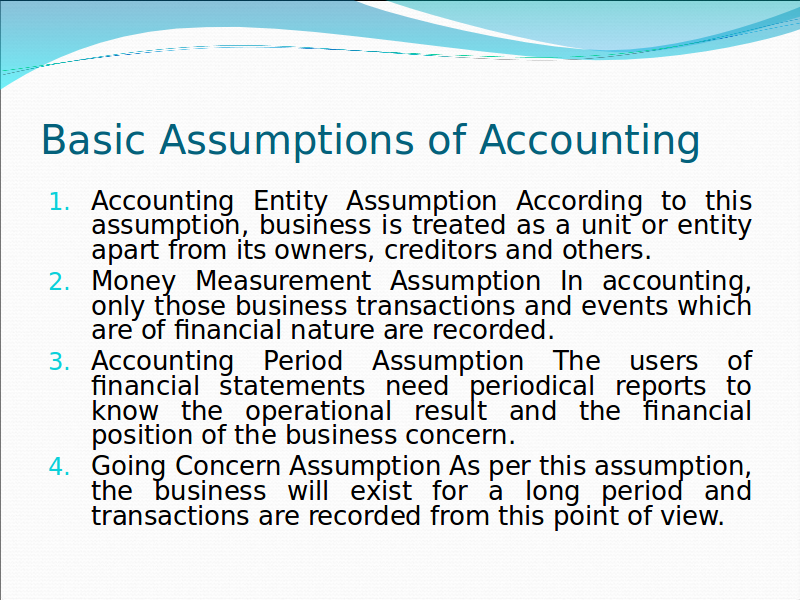 Basic Assumptions of Accounting
1. Accounting Entity Assumption According to this
assumption, business is treated as a unit or entity
apart from its owners, creditors and others.
2. Money Measurement Assumption In accounting,
only those business transactions and events which
are of financial nature are recorded.
3. Accounting Period Assumption The users of
financial statements need periodical reports to
know the operational result and the financial
position of the business concern.
4. Going Concern Assumption As per this assumption,
the business will exist for a long period and
transactions are recorded from this point of view.